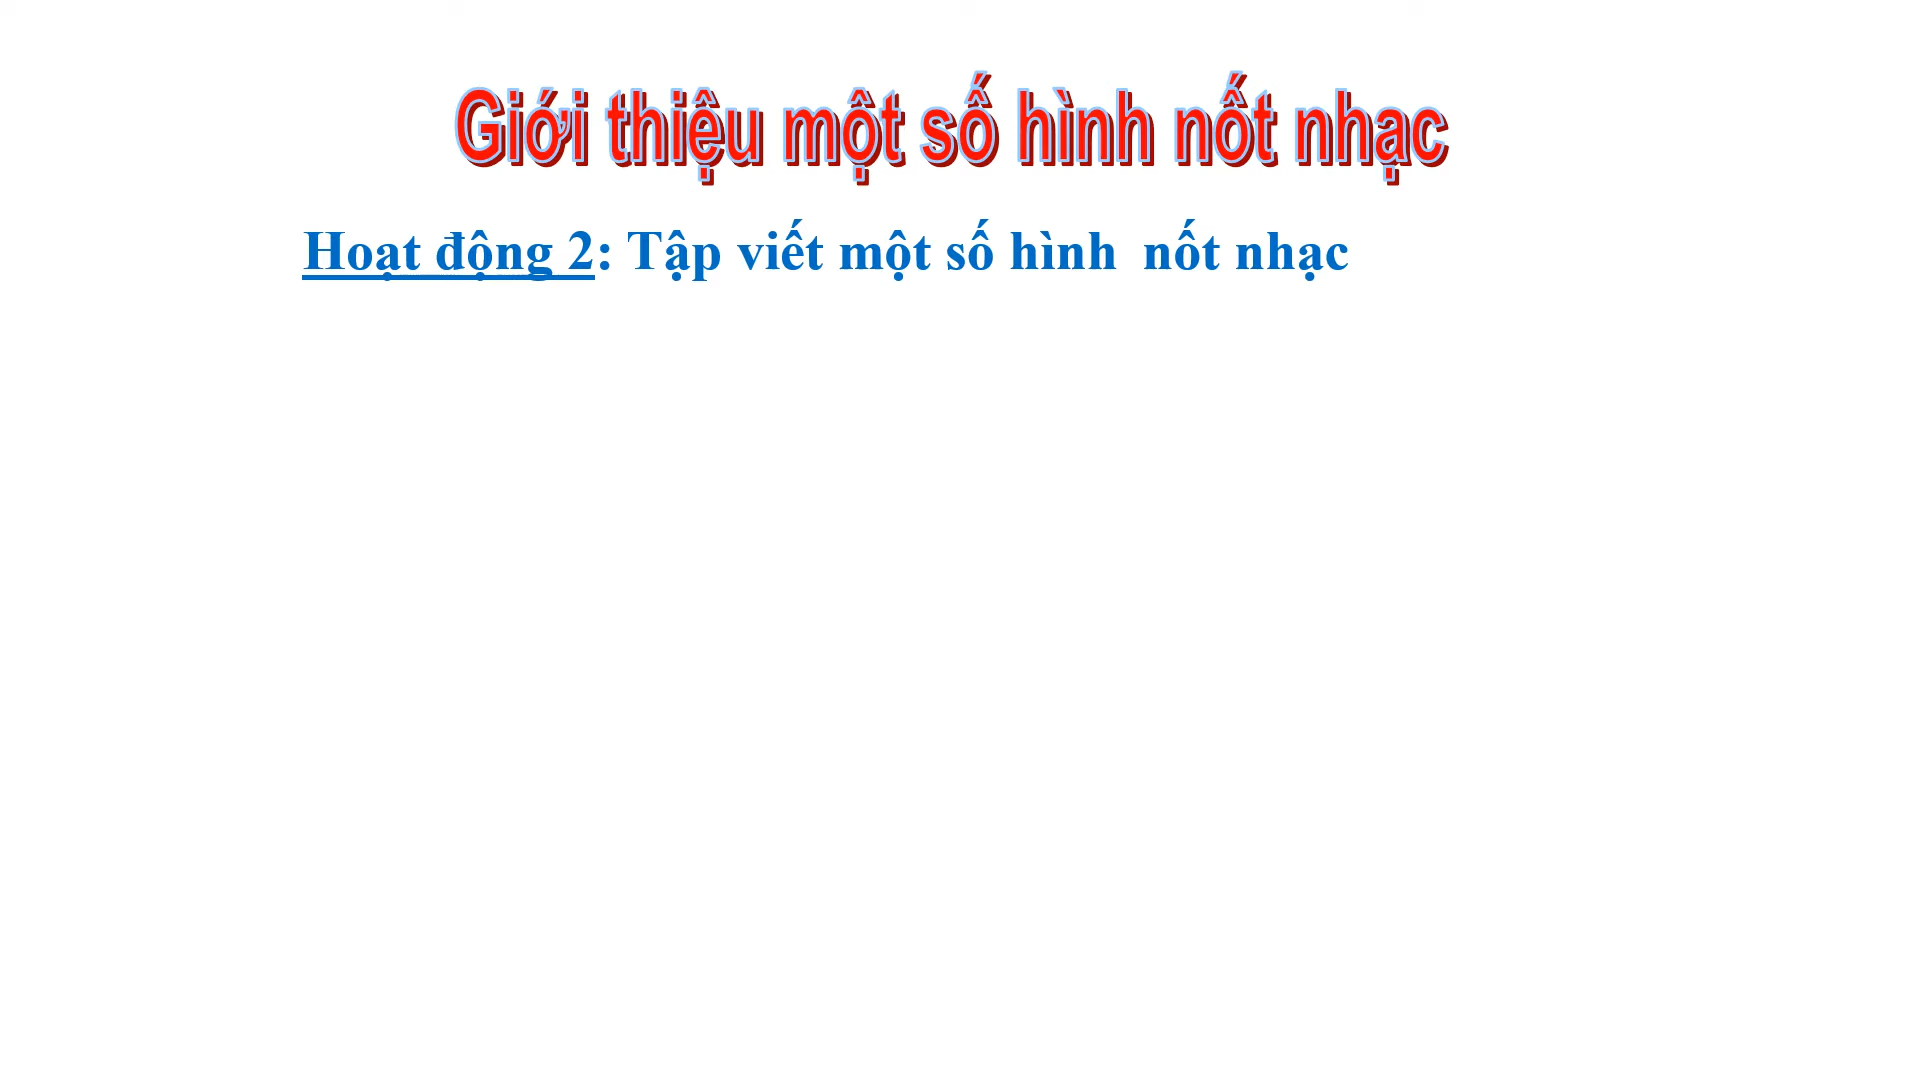 Giới thiệu một số hình nốt nhạc
Hoạt động 2: Tập viết một số hình nốt nhạc